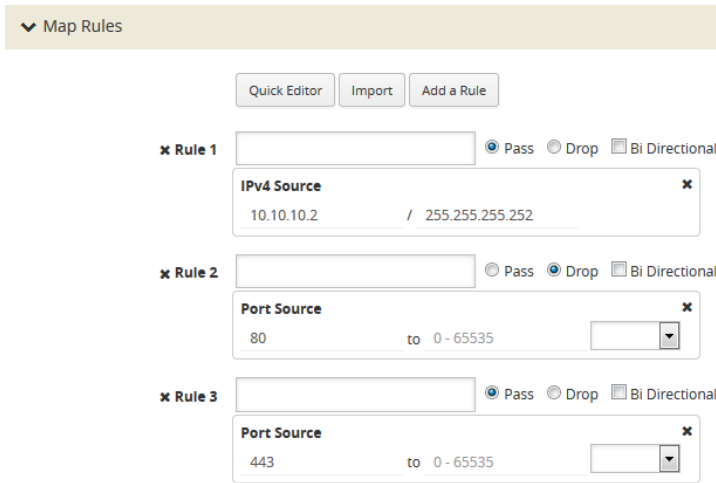 Map Rules
Quick Editor Import Add a Rule
Rule 1 Pass Drop Bi Directional
IPv4 Source
10.10.10.2 / 255.255.255.252
Rule 2 Pass Drop Bi Directional
Port Source
80 to 0 - 65535
Rule 3 Pass Drop Bi Directional
Port Source
443 to 0 - 65535